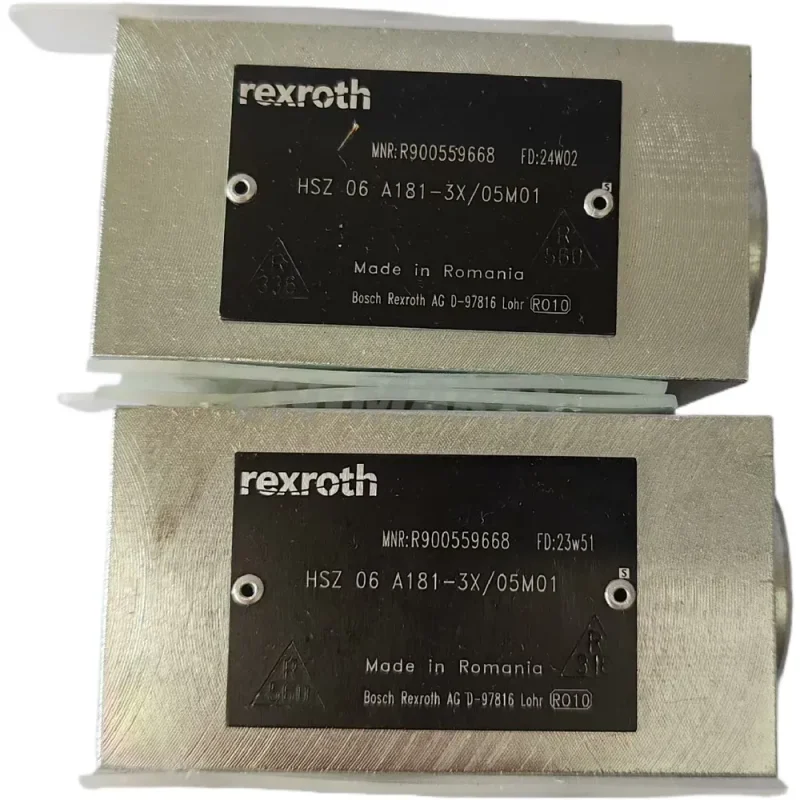 rexroth
MNR:R900559668 FD:24W02
S
HSZ 06 A181-3X/05M01
R
560
R
336
Made in Romania
Bosch Rexroth AG D-97816 Lohr RO10
rexroth
MNR:R900559668 FD:23w51
S
HSZ 06 A181-3X/05M01
R
R
Made in Romania
Bosch Rexroth AG D-97816 Lohr RO10